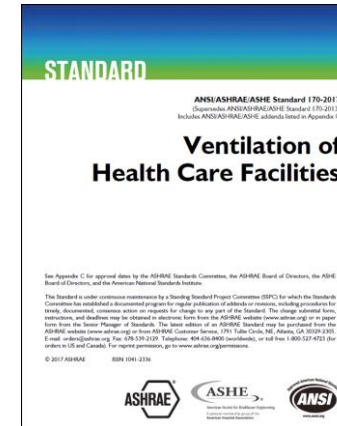 STANDARD
ANSI/ASHRAE/ASHE Standard 170-2017
(Supersedes ANSI/ASHRAE/ASHE Standard 170-2013)
Includes ANSI/ASHRAE/ASHE addenda listed in Appendix C
Ventilation of
Health Care Facilities
See Appendix C for approval dates by the ASHRAE Standards Committee, the ASHRAE Board of Directors, the ASHE
Board of Directors, and the American National Standards Institute.
This Standard is under continuous maintenance by a Standing Standard Project Committee (SSPC) for which the Standards
Committee has established a documented program for regular publication of addenda or revisions, including procedures for
timely, documented, consensus action on requests for change to any part of the Standard. The change submittal form,
instructions, and deadlines may be obtained in electronic form from the ASHRAE website (www.ashrae.org) or in paper
form from the Senior Manager of Standards. The latest edition of an ASHRAE Standard may be purchased from the
ASHRAE website (www.ashrae.org) or from ASHRAE Customer Service, 1791 Tullie Circle, NE, Atlanta, GA 30329-2305.
E-mail: orders@ashrae.org. Fax: 678-539-2129. Telephone: 404-636-8400 (worldwide), or toll free 1-800-527-4723 (for
orders in US and Canada). For reprint permission, go to www.ashrae.org/permissions.
© 2017 ASHRAE ISSN 1041-2336
ASHRAE
ASHE
American Society for Healthcare Engineering
ANSI